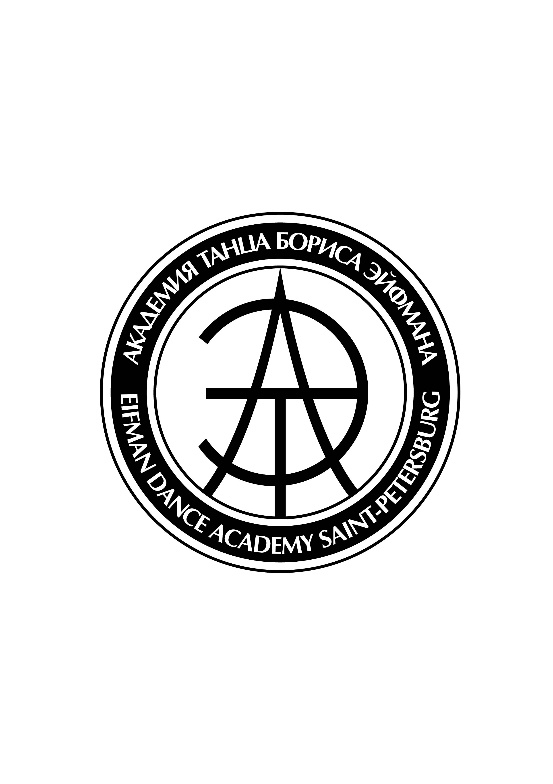 АКАДЕМИЯ ТАНЦА БОРИСА ЭЙФМАНА
EIFMAN DANCE ACADEMY SAINT-PETERSBURG